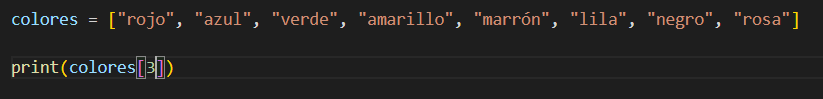 colores = ["rojo", "azul", "verde", "amarillo", "marrón", "lila", "negro", "rosa"]
print(colores[3])